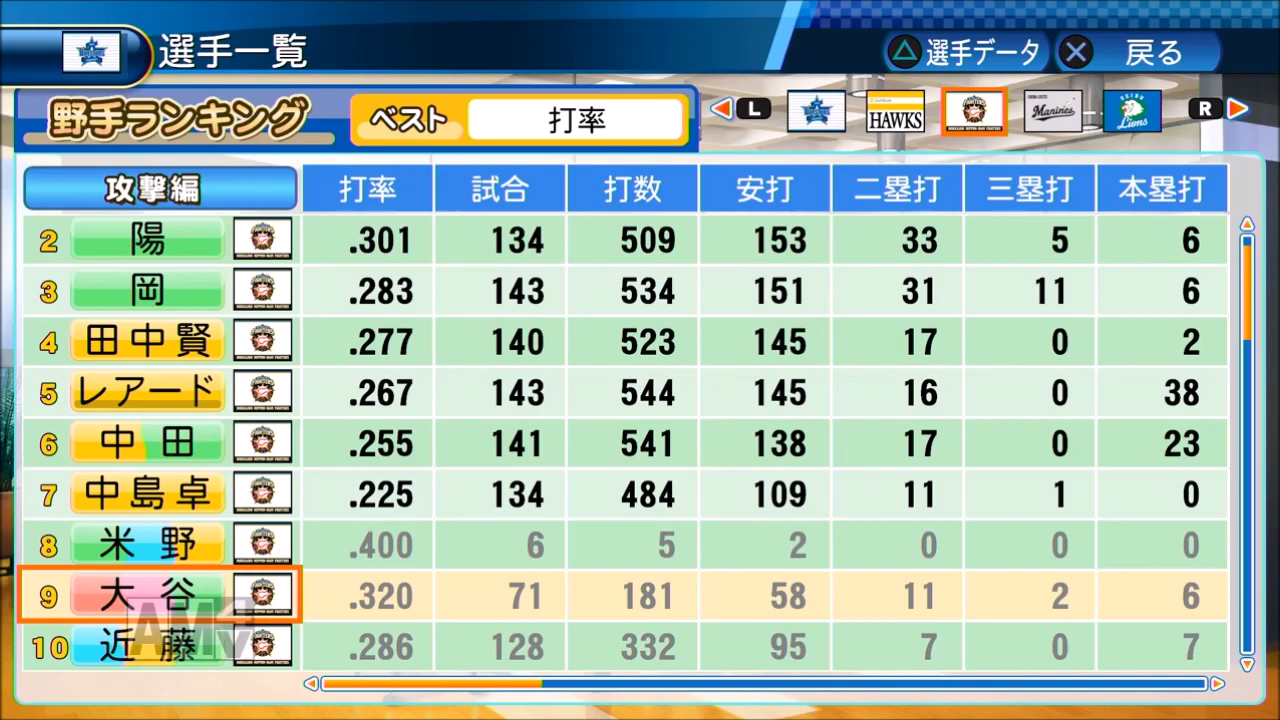 選手一覧 選手データ 戻る
野手ランキング ベスト 打率 L HAWKS Marines Lions R
攻撃編 打率 試合 打数 安打 二塁打 三塁打 本塁打
2 陽 .301 134 509 153 33 5 6
3 岡 .283 143 534 151 31 11 6
4 田中賢 .277 140 523 145 17 0 2
5 レアード .267 143 544 145 16 0 38
6 中田 .255 141 541 138 17 0 23
7 中島卓 .225 134 484 109 11 1 0
8 米野 .400 6 5 2 0 0 0
9 大谷 .320 71 181 58 11 2 6
10 近藤 .286 128 332 95 7 0 7